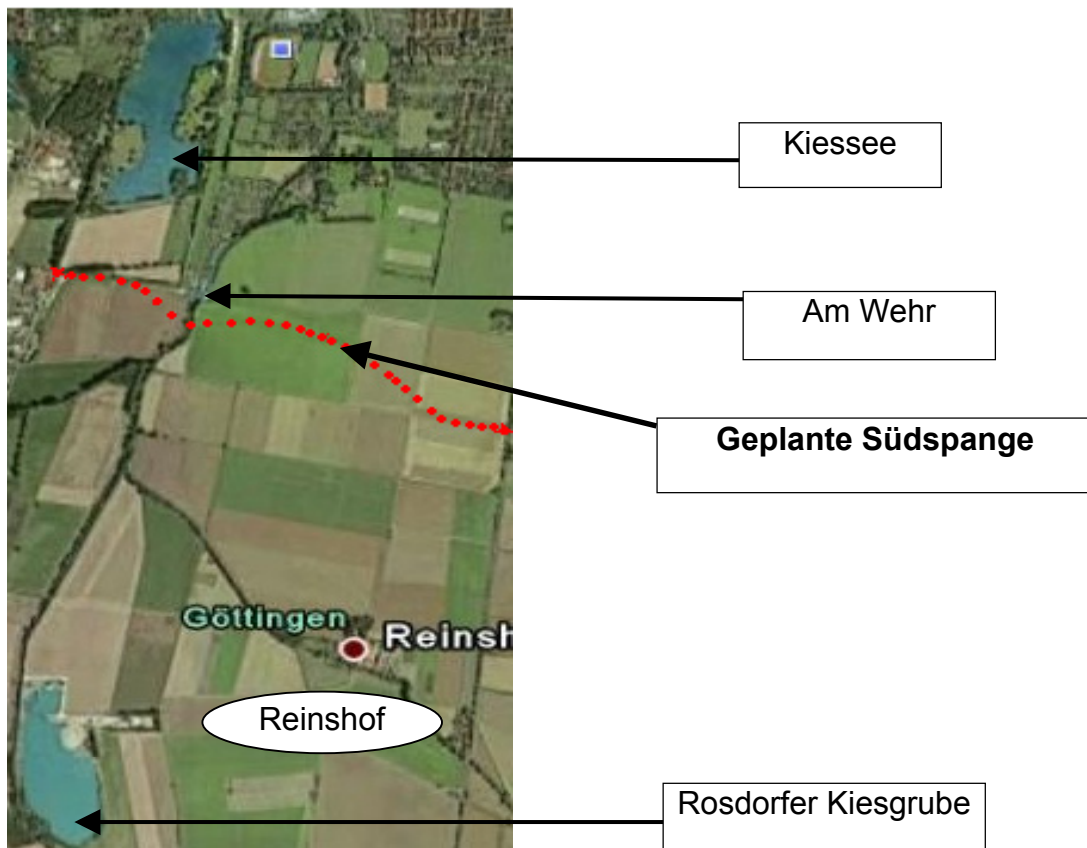 Kiessee
Am Wehr
Geplante Südspange
Göttingen
Reinsh
Reinshof
Rosdorfer Kiesgrube